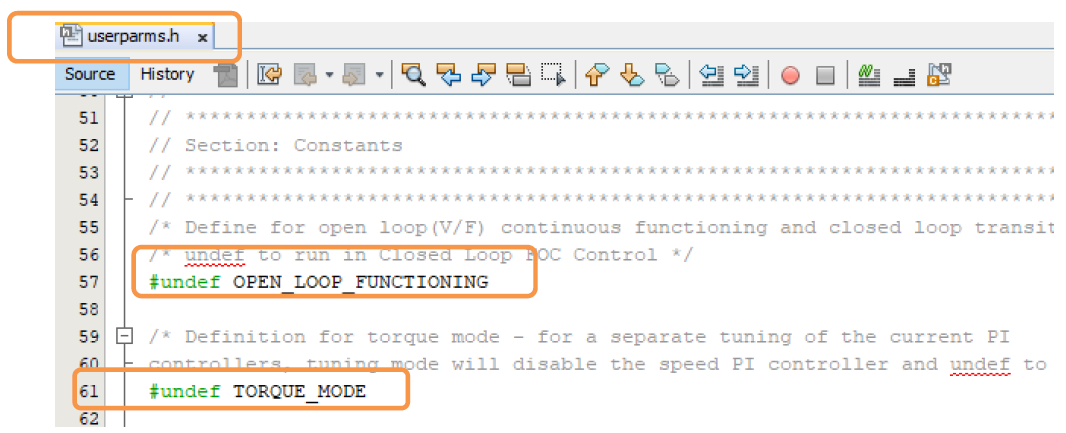 userparms.h x
Source History
51 // ************************************************************************
52 // Section: Constants
53 // ************************************************************************
54 // ************************************************************************
55 /* Define for open loop(V/F) continuous functioning and closed loop transit
56 /* undef to run in Closed Loop FOC Control */
57 #undef OPEN_LOOP_FUNCTIONING
58
59 /* Definition for torque mode – for a separate tuning of the current PI
60 controllers, tuning mode will disable the speed PI controller and undef to
61 #undef TORQUE_MODE
62